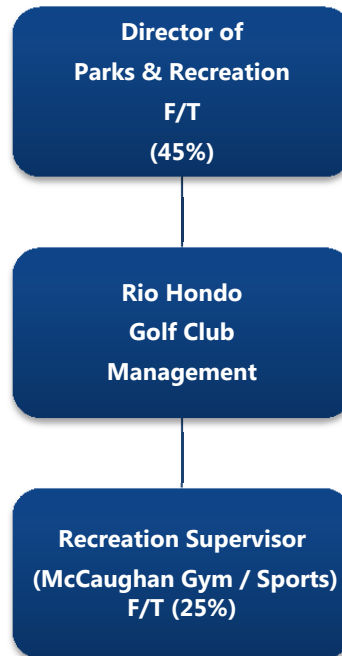 Director of
Parks & Recreation
F/T
(45%)
Rio Hondo
Golf Club
Management
Recreation Supervisor
(McCaughan Gym / Sports)
F/T (25%)